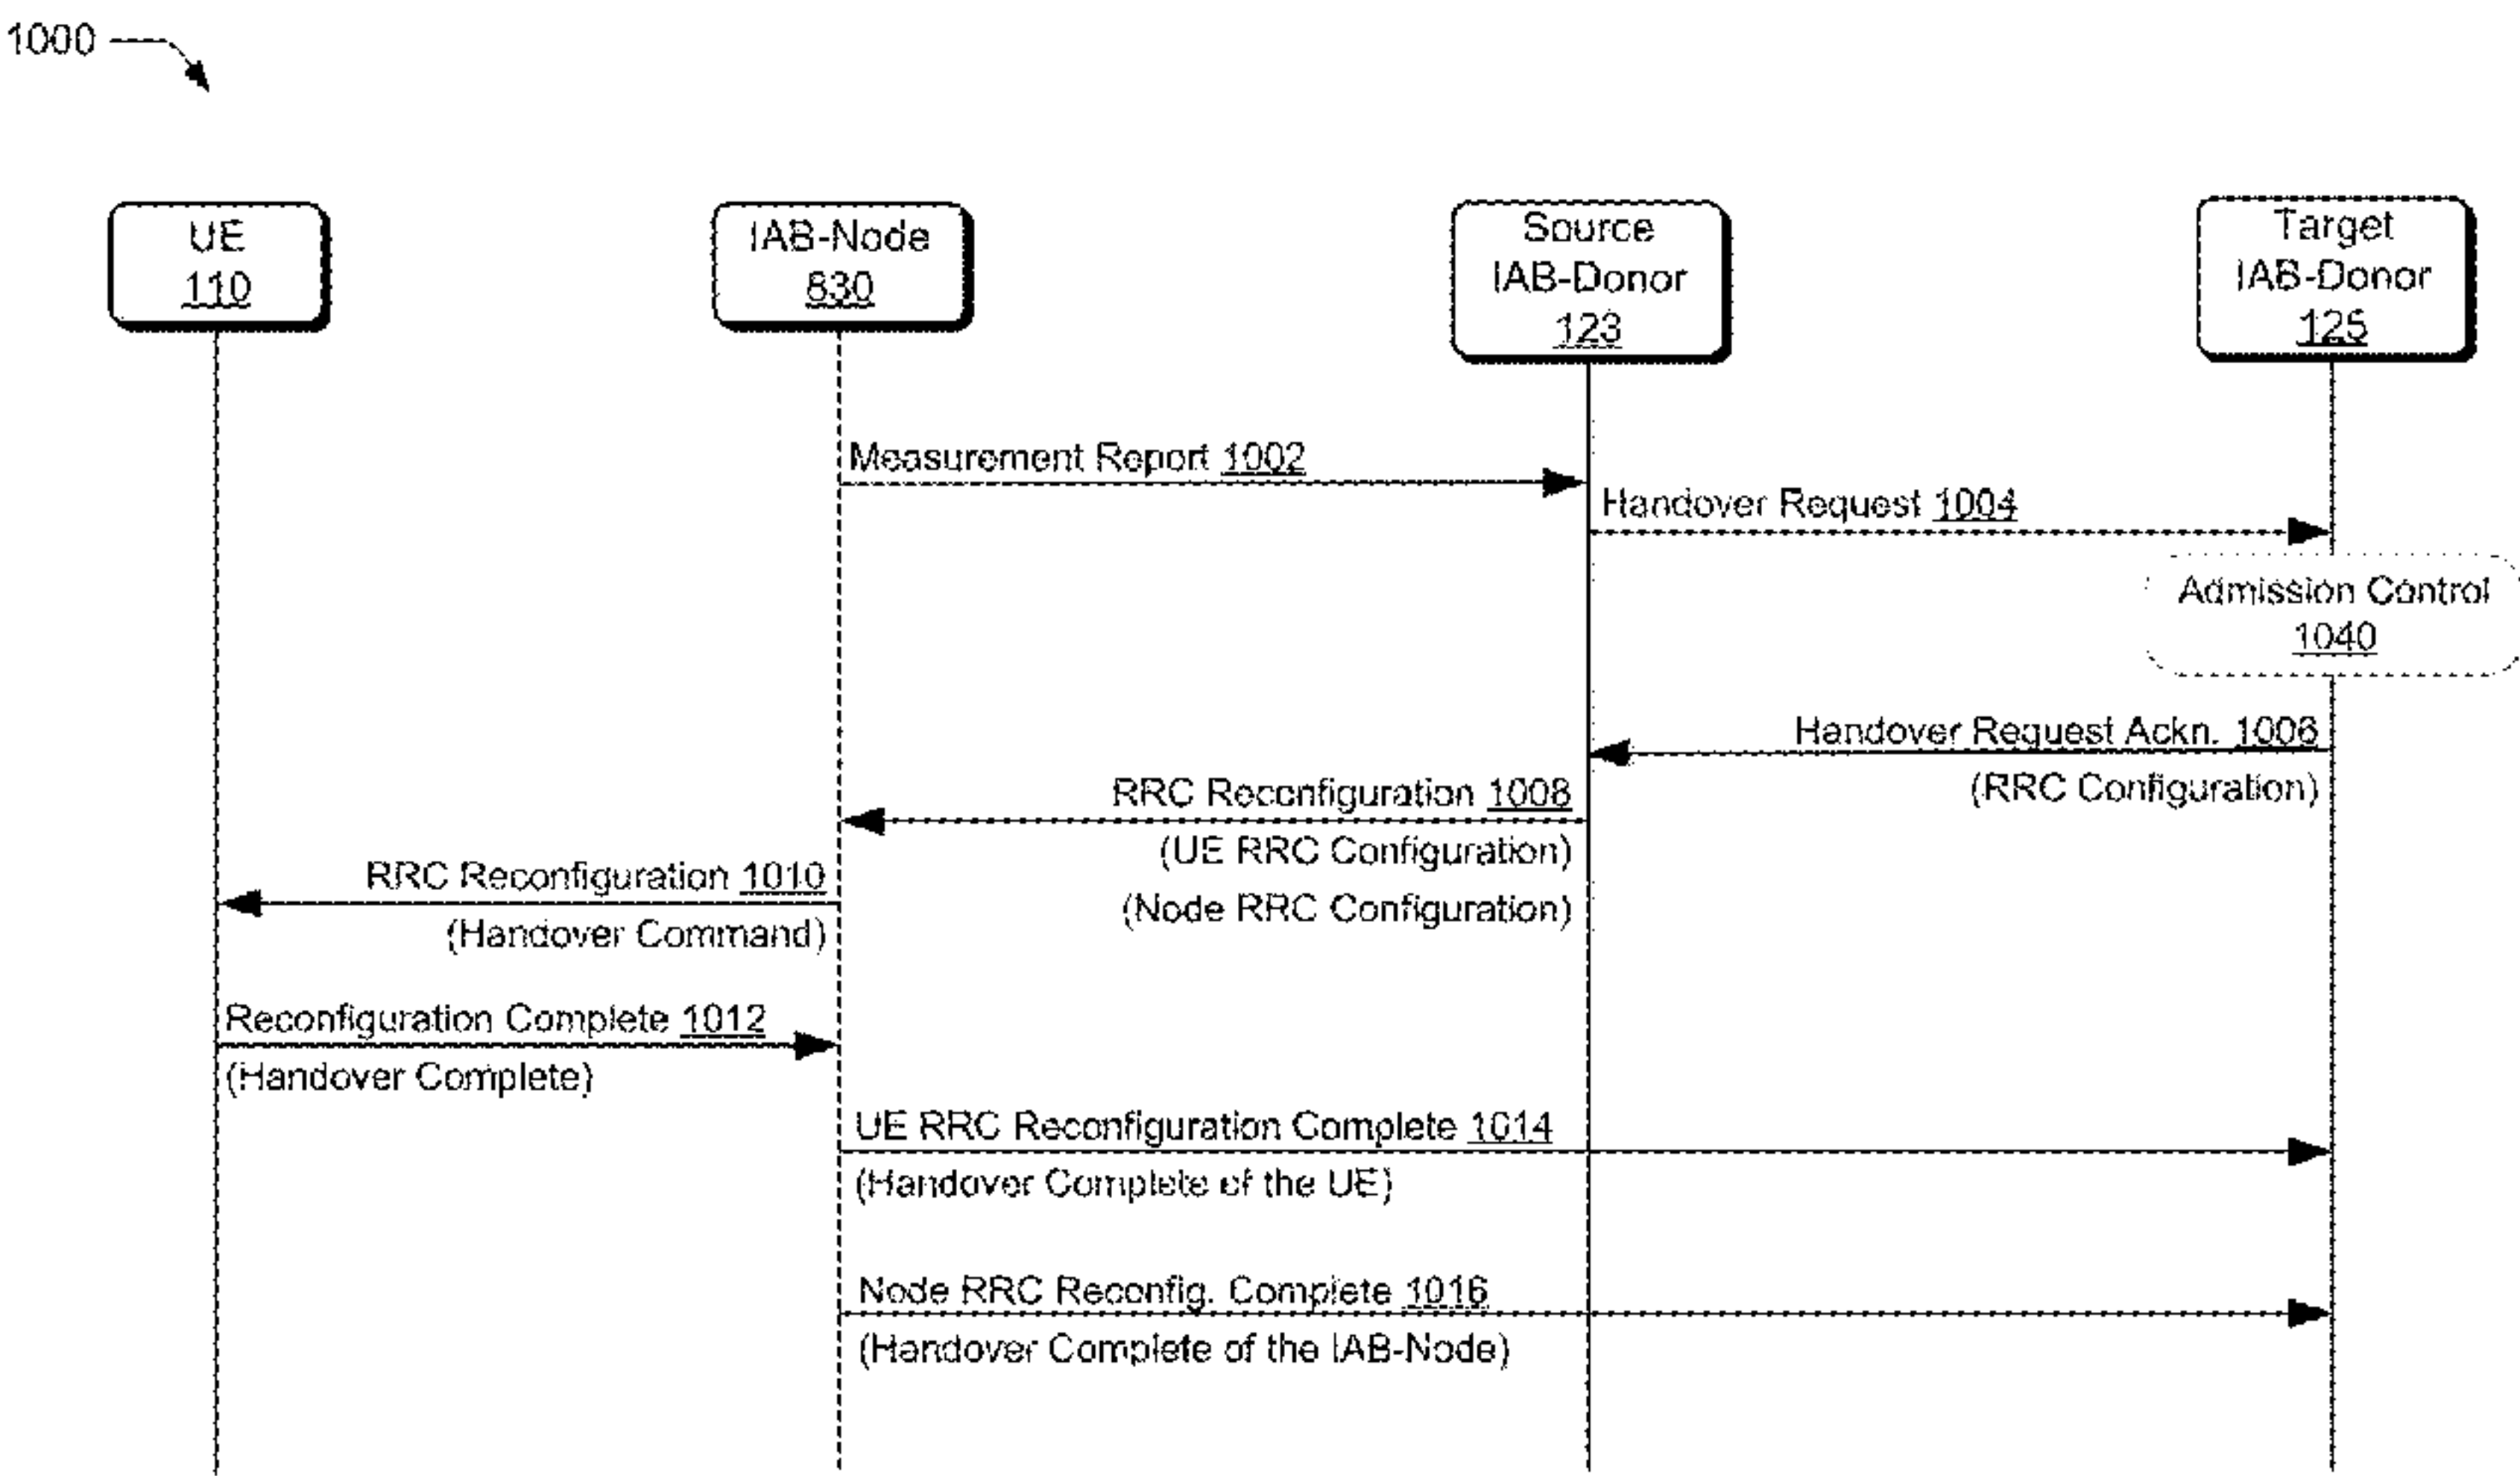 1000
UE
110
IAB-Node
830
Source
IAB-Donor
123
Target
IAB-Donor
125
Measurement Report 1002
Handover Request 1004
Admission Control
1040
Handover Request Ackn. 1006
(RRC Configuration)
RRC Reconfiguration 1008
(UE RRC Configuration)
(Node RRC Configuration)
RRC Reconfiguration 1010
(Handover Command)
Reconfiguration Complete 1012
(Handover Complete)
UE RRC Reconfiguration Complete 1014
(Handover Complete of the UE)
Node RRC Reconfig. Complete 1016
(Handover Complete of the IAB-Node)